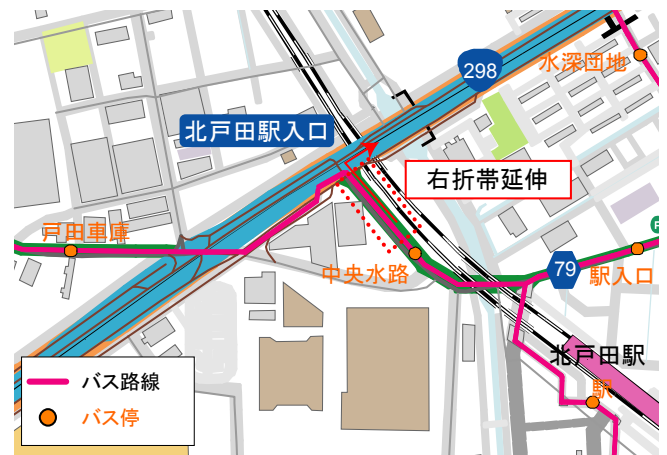 298
水深団地
北戸田駅入口
右折帯延伸
戸田車庫
中央水路
79
駅入口
北戸田駅
駅
バス路線
バス停